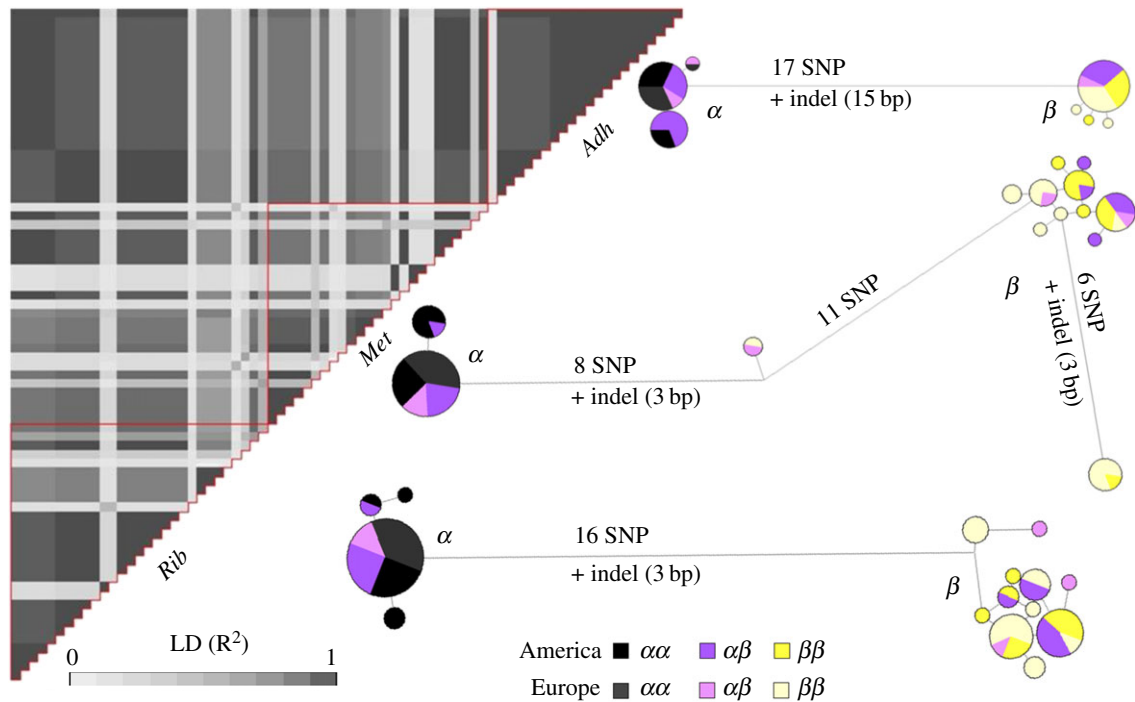 17 SNP
+ indel (15 bp)
α
β
Adh
11 SNP
β
6 SNP
+ indel (3 bp)
Met
α
8 SNP
+ indel (3 bp)
Rib
α
16 SNP
+ indel (3 bp)
β
LD (R²)
0 1
America αα αβ ββ
Europe αα αβ ββ